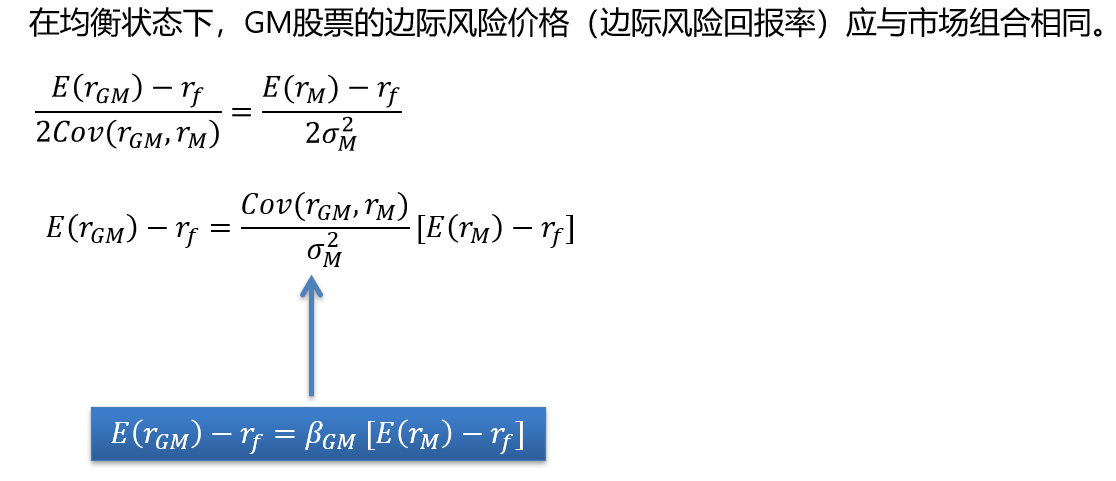 在均衡状态下，GM股票的边际风险价格（边际风险回报率）应与市场组合相同。
$\frac{E(r_{GM})-r_f}{2Cov(r_{GM},r_M)}=\frac{E(r_M)-r_f}{2\sigma_M^2}$
$E(r_{GM})-r_f=\frac{Cov(r_{GM},r_M)}{\sigma_M^2}[E(r_M)-r_f]$
$E(r_{GM})-r_f=\beta_{GM}[E(r_M)-r_f]$